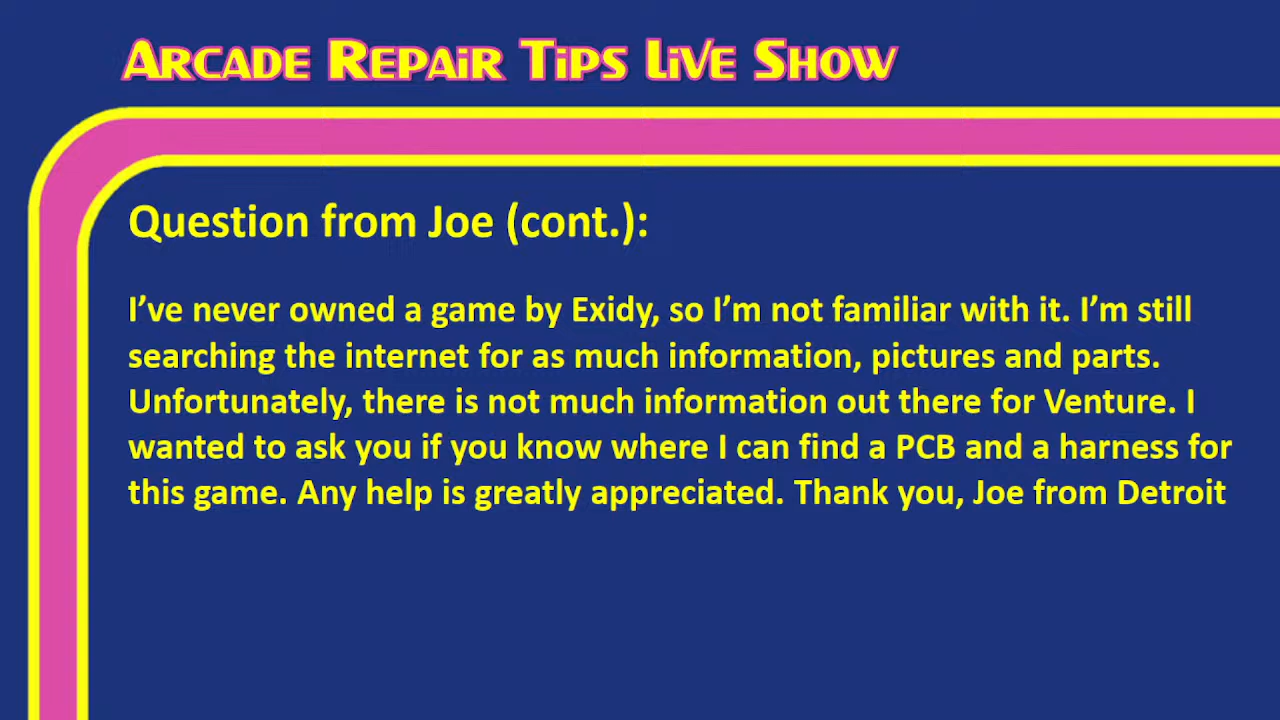 Arcade Repair Tips Live Show
Question from Joe (cont.):
I’ve never owned a game by Exidy, so I’m not familiar with it. I’m still
searching the internet for as much information, pictures and parts.
Unfortunately, there is not much information out there for Venture. I
wanted to ask you if you know where I can find a PCB and a harness for
this game. Any help is greatly appreciated. Thank you, Joe from Detroit